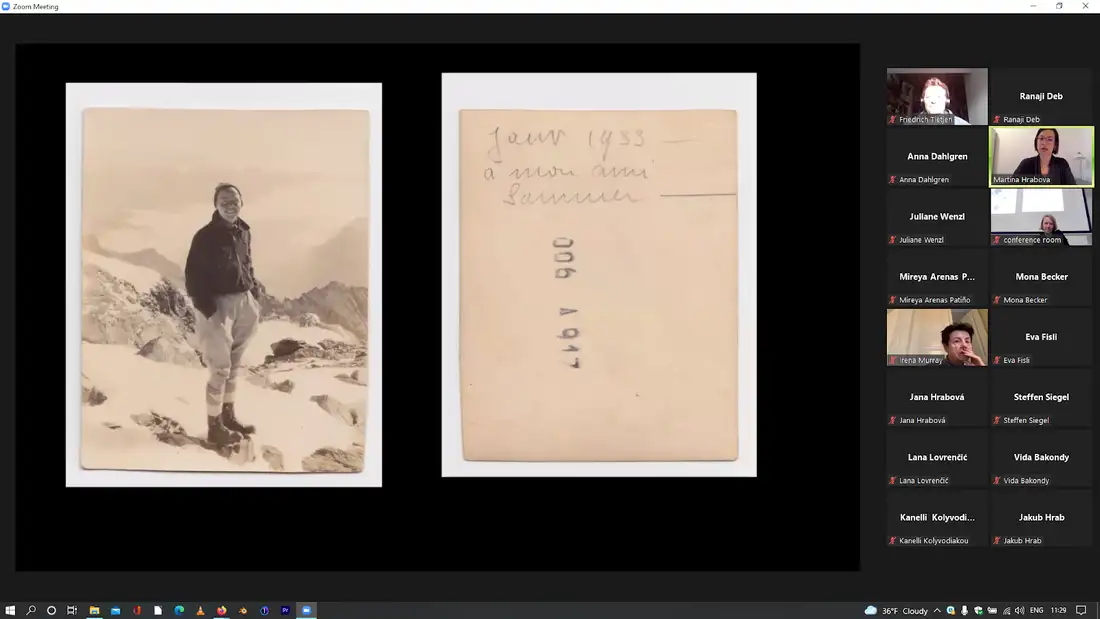 Zoom Meeting
Janv 1933 —
à mon ami
Sammer
900
A 917
Friedrich Tietjen
Ranaji Deb
Ranaji Deb
Anna Dahlgren
Anna Dahlgren
Martina Hrabova
Juliane Wenzl
Juliane Wenzl
conference room
Mireya Arenas P...
Mireya Arenas Patiño
Mona Becker
Mona Becker
Irena Murray
Eva Fisli
Eva Fisli
Jana Hrabová
Jana Hrabová
Steffen Siegel
Steffen Siegel
Lana Lovrenčić
Lana Lovrenčić
Vida Bakondy
Vida Bakondy
Kanelli Kolyvodi...
Kanelli Kolyvodiakou
Jakub Hrab
Jakub Hrab
36°F Cloudy
ENG
11:29